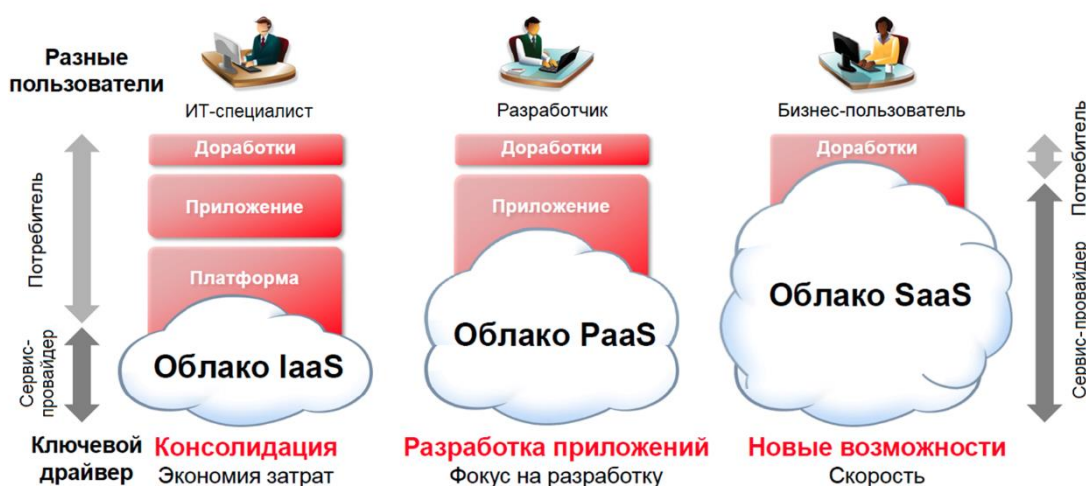 Разные
пользователи
ИТ-специалист
Разработчик
Бизнес-пользователь
Потребитель
Сервис-
провайдер
Доработки
Приложение
Платформа
Облако IaaS
Доработки
Приложение
Облако PaaS
Доработки
Облако SaaS
Потребитель
Сервис-провайдер
Ключевой
драйвер
Консолидация
Экономия затрат
Разработка приложений
Фокус на разработку
Новые возможности
Скорость